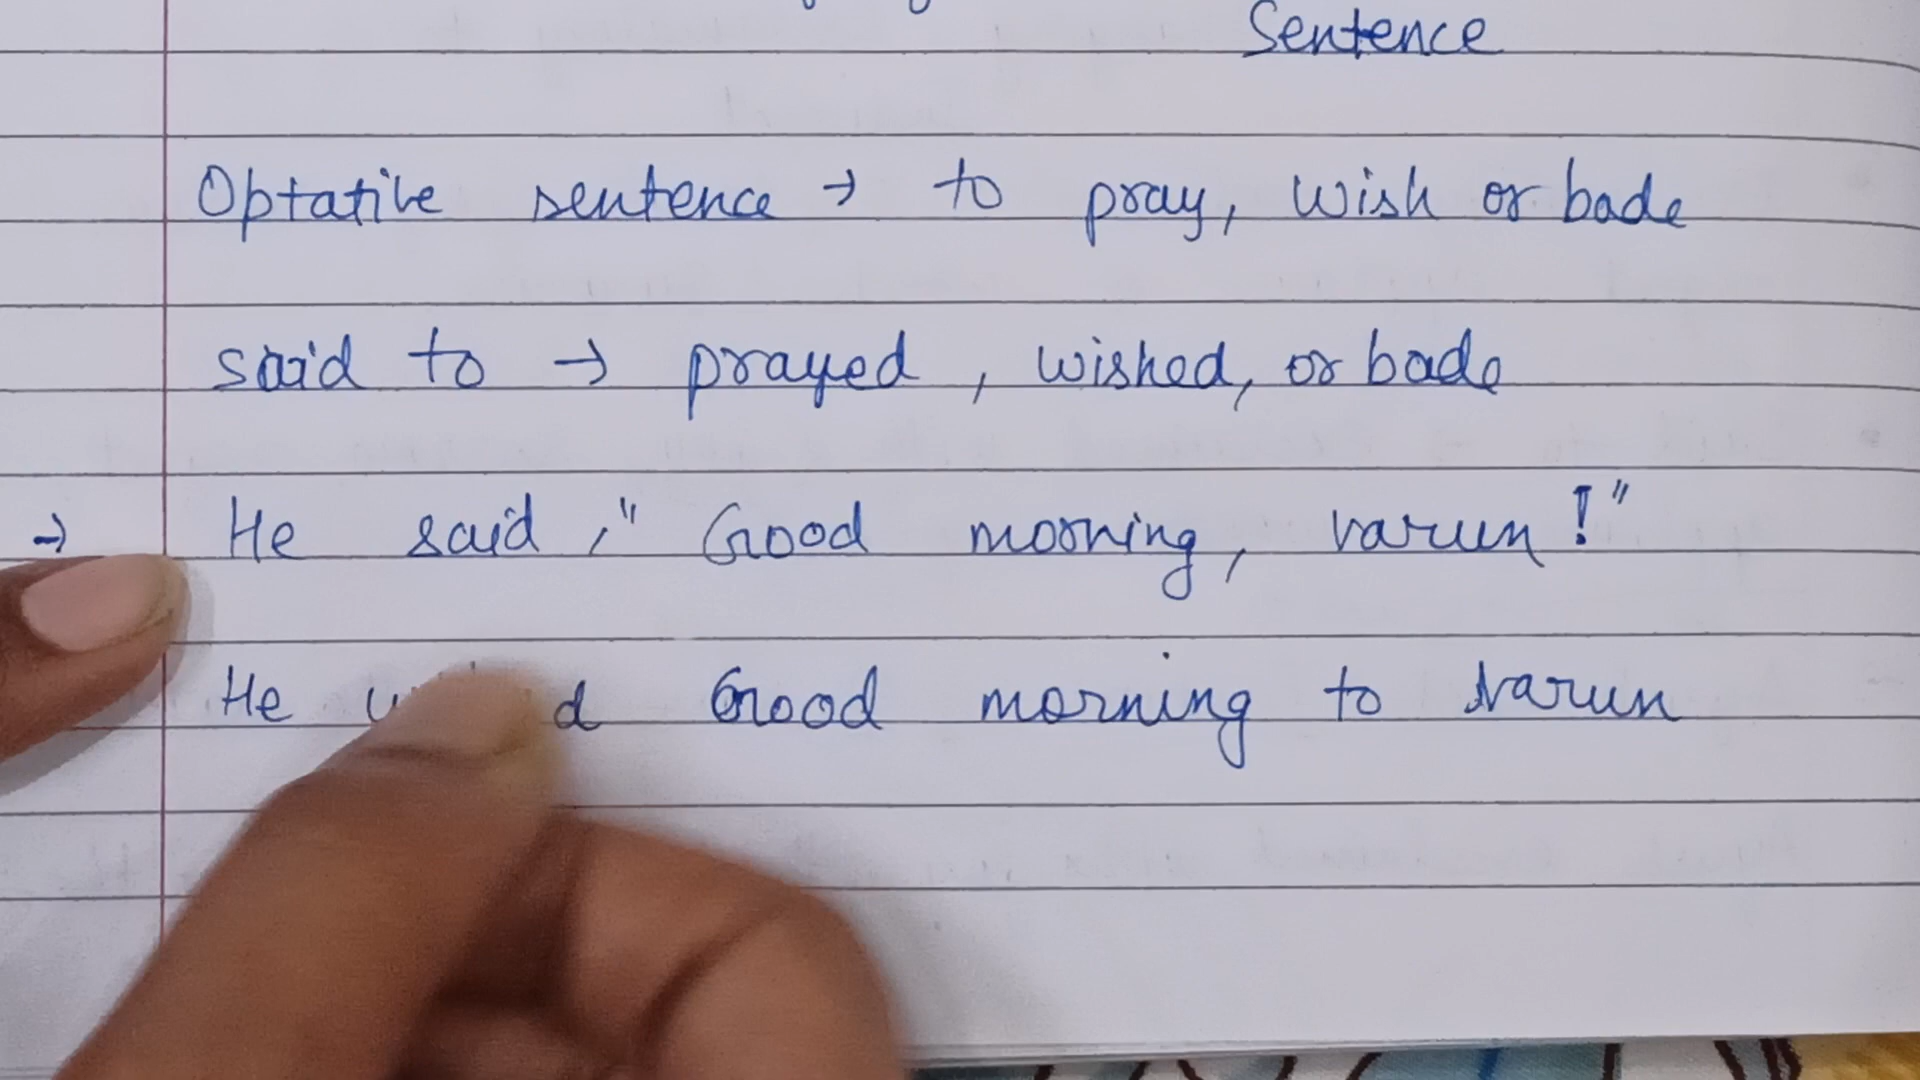 Sentence
Optative sentence → to pray, wish or bade
said to → prayed, wished, or bade
→ He said," Good morning, varun!"
He Good morning to varun